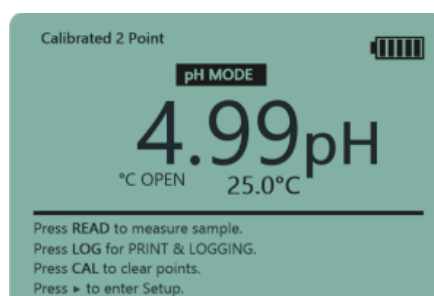 Calibrated 2 Point
pH MODE
4.99pH
°C OPEN 25.0°C
Press READ to measure sample.
Press LOG for PRINT & LOGGING.
Press CAL to clear points.
Press ► to enter Setup.